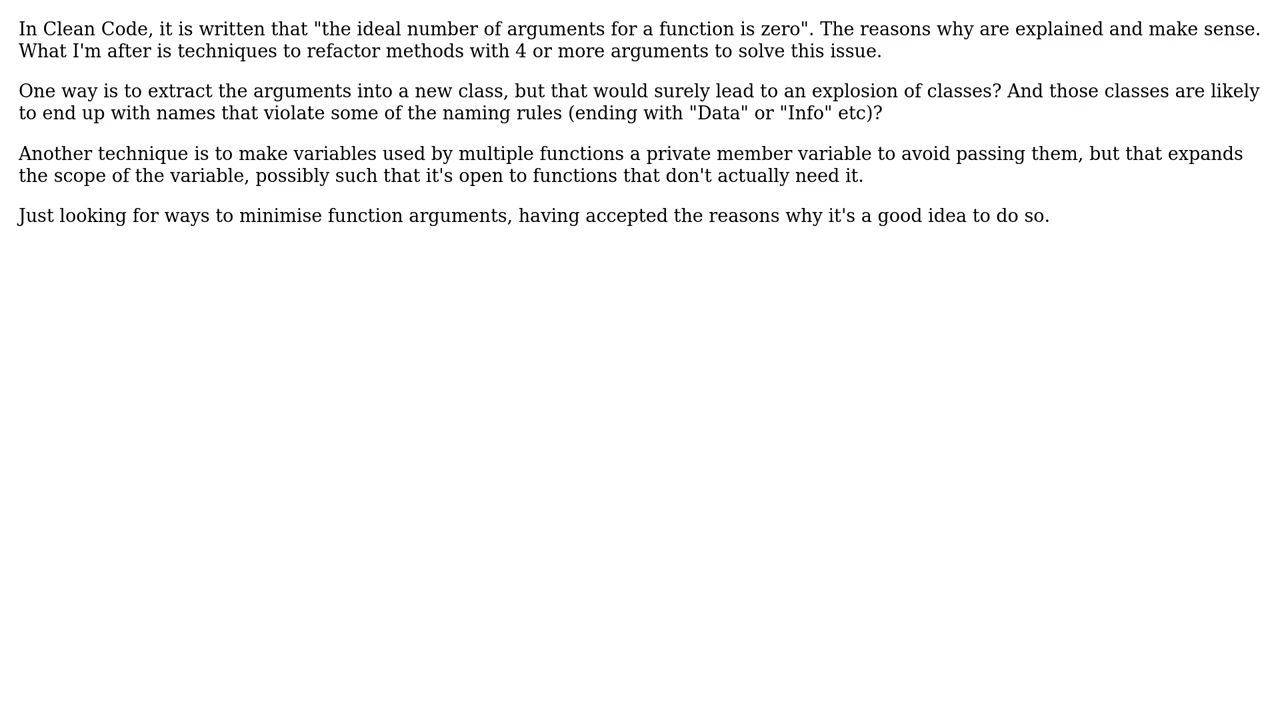 In Clean Code, it is written that "the ideal number of arguments for a function is zero". The reasons why are explained and make sense.
What I'm after is techniques to refactor methods with 4 or more arguments to solve this issue.
One way is to extract the arguments into a new class, but that would surely lead to an explosion of classes? And those classes are likely
to end up with names that violate some of the naming rules (ending with "Data" or "Info" etc)?
Another technique is to make variables used by multiple functions a private member variable to avoid passing them, but that expands
the scope of the variable, possibly such that it's open to functions that don't actually need it.
Just looking for ways to minimise function arguments, having accepted the reasons why it's a good idea to do so.